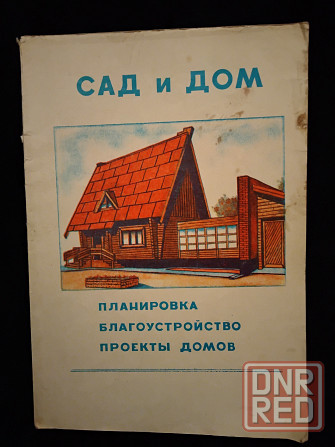 САД и ДОМ
ПЛАНИРОВКА
БЛАГОУСТРОЙСТВО
ПРОЕКТЫ ДОМОВ
DNR
RED